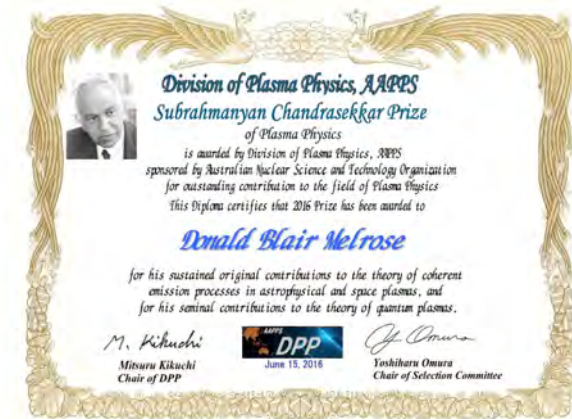 Division of Plasma Physics, AAPPS
Subrahmanyan Chandrasekkar Prize
of Plasma Physics
is awarded by Division of Plasma Physics, AAPPS
sponsored by Australian Nuclear Science and Technology Organization
for outstanding contribution to the field of Plasma Physics
This Diploma certifies that 2016 Prize has been awarded to
Donald Blair Melrose
for his sustained original contributions to the theory of coherent
emission processes in astrophysical and space plasmas, and
for his seminal contributions to the theory of quantum plasmas.
M. Kikuchi
AAPPS
DPP
Y. Omura
June 15, 2016
Mitsuru Kikuchi
Yoshiharu Omura
Chair of DPP
Chair of Selection Committee